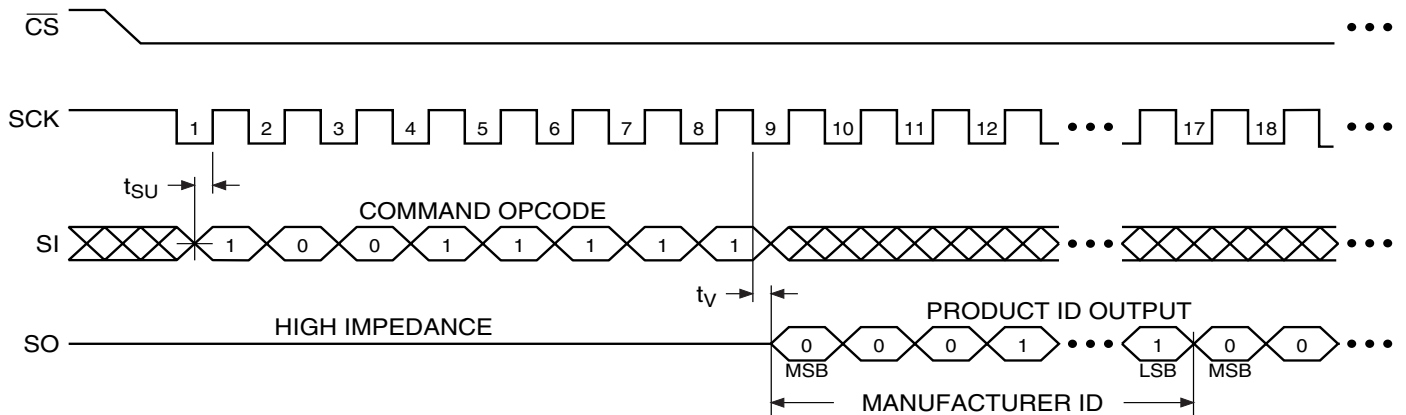 CS
SCK 1 2 3 4 5 6 7 8 9 10 11 12 17 18
tSU
COMMAND OPCODE
SI 1 0 0 1 1 1 1 1
tV
HIGH IMPEDANCE
PRODUCT ID OUTPUT
SO 0 0 0 1 1 0 0
MSB LSB MSB
MANUFACTURER ID